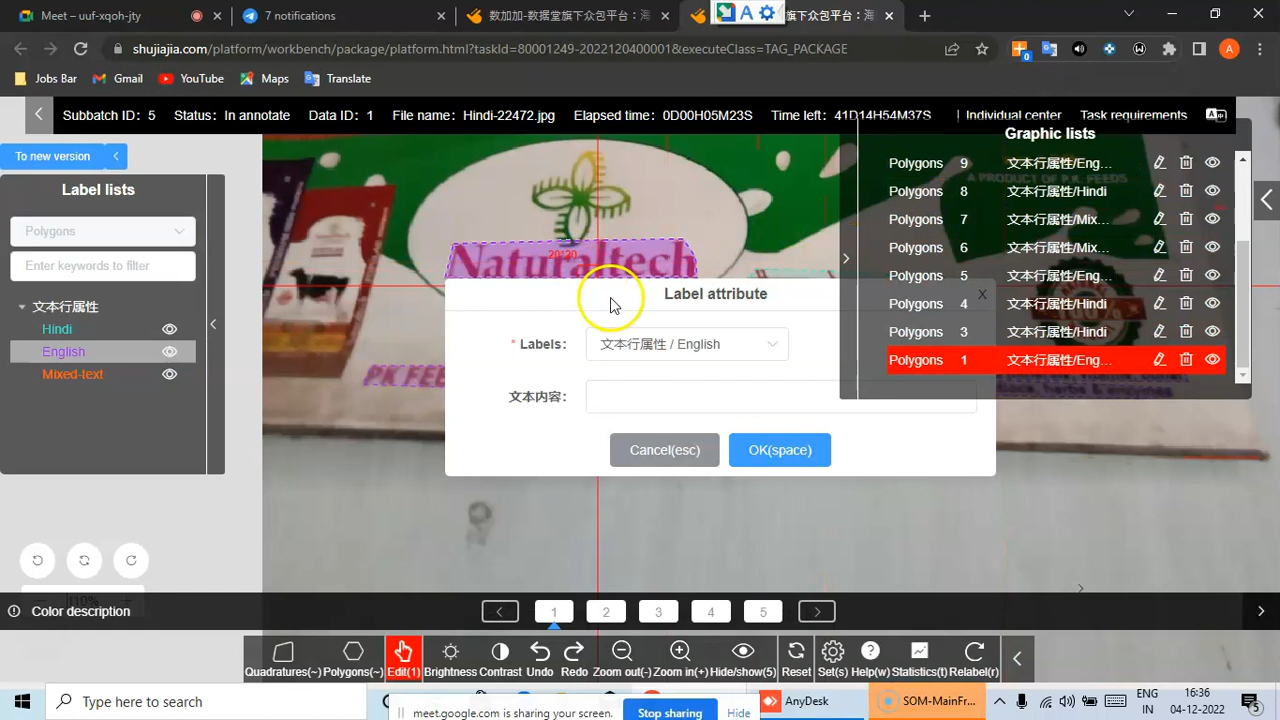 Meet - uuf-xqoh-jty
7 notifications
数加加-数据堂旗下众包平台：海
旗下众包平台：海
shujiajia.com/platform/workbench/package/platform.html?taskId=80001249-2022120400001&executeClass=TAG_PACKAGE
Jobs Bar
Gmail
YouTube
Maps
Translate
Subbatch ID： 5
Status：In annotate
Data ID：1
File name：Hindi-22472.jpg
Elapsed time：0D00H05M23S
Time left：41D14H54M37S
Individual center
Task requirements
To new version
Label lists
Polygons
Enter keywords to filter
文本行属性
Hindi
English
Mixed-text
Graphic lists
A PRODUCT OF P.K. FEEDS
Polygons 9 文本行属性/Eng...
Polygons 8 文本行属性/Hindi
Polygons 7 文本行属性/Mix...
Polygons 6 文本行属性/Mix...
Polygons 5 文本行属性/Eng...
Polygons 4 文本行属性/Hindi
Polygons 3 文本行属性/Hindi
Polygons 1 文本行属性/Eng...
20*20
Naturaltech
PK FEE
herbs & enzymes
Label attribute
X
* Labels：
文本行属性 / English
文本内容：
Cancel(esc)
OK(space)
110%
Color description
1 2 3 4 5
Quadratures(~)
Polygons(~)
Edit(1)
Brightness
Contrast
Undo
Redo
Zoom out(-)
Zoom in(+)
Hide/show(5)
Reset
Set(s)
Help(w)
Statistics(t)
Relabel(r)
Type here to search
meet.google.com is sharing your screen.
Stop sharing
Hide
AnyDesk
SOM-MainFr...
ENG
IN
16:36
04-12-2022
5